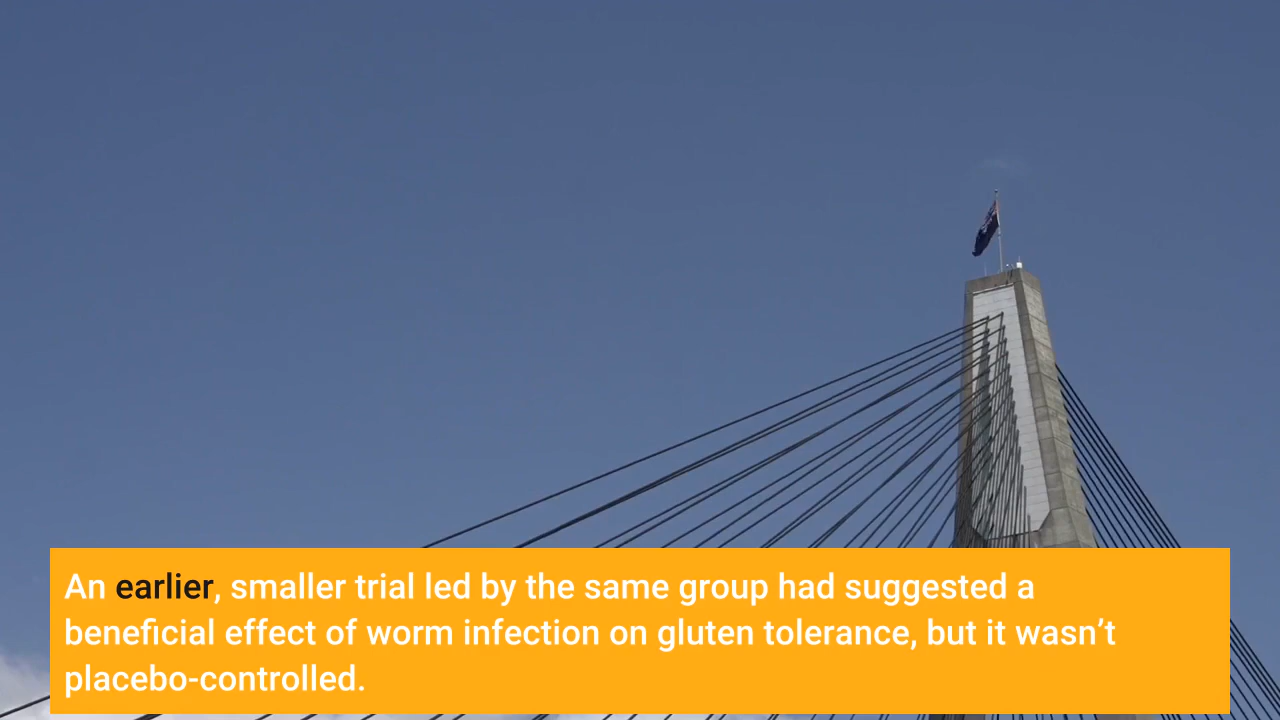 An earlier, smaller trial led by the same group had suggested a
beneficial effect of worm infection on gluten tolerance, but it wasn’t
placebo-controlled.